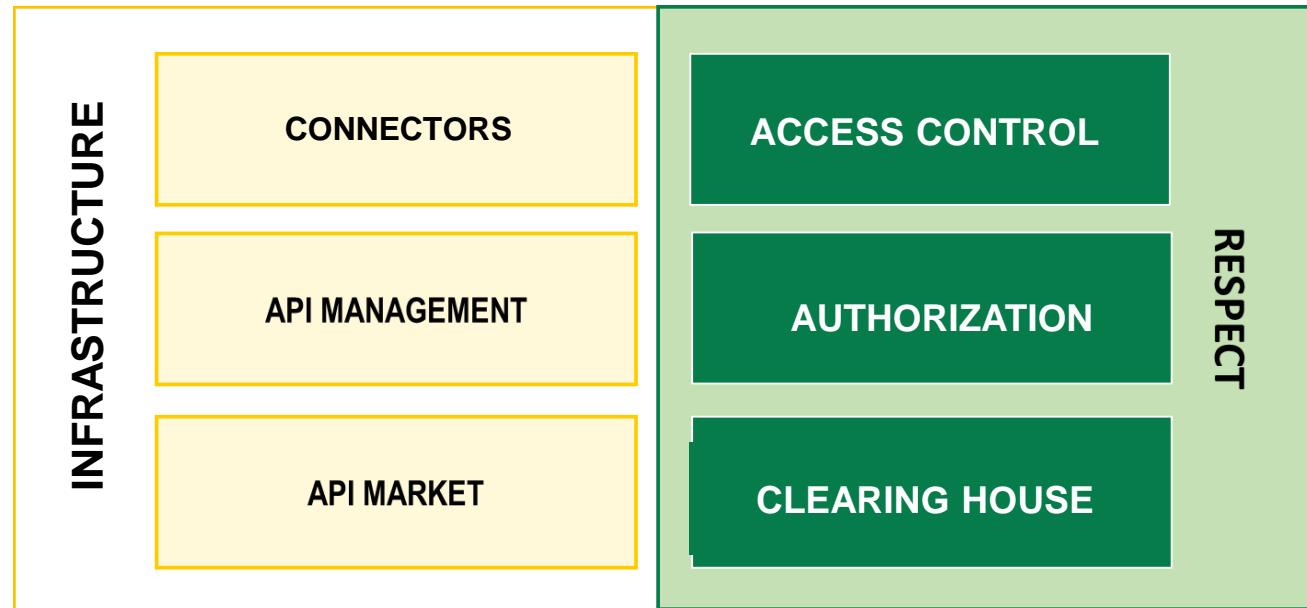 INFRASTRUCTURE
CONNECTORS
API MANAGEMENT
API MARKET
ACCESS CONTROL
AUTHORIZATION
CLEARING HOUSE
RESPECT